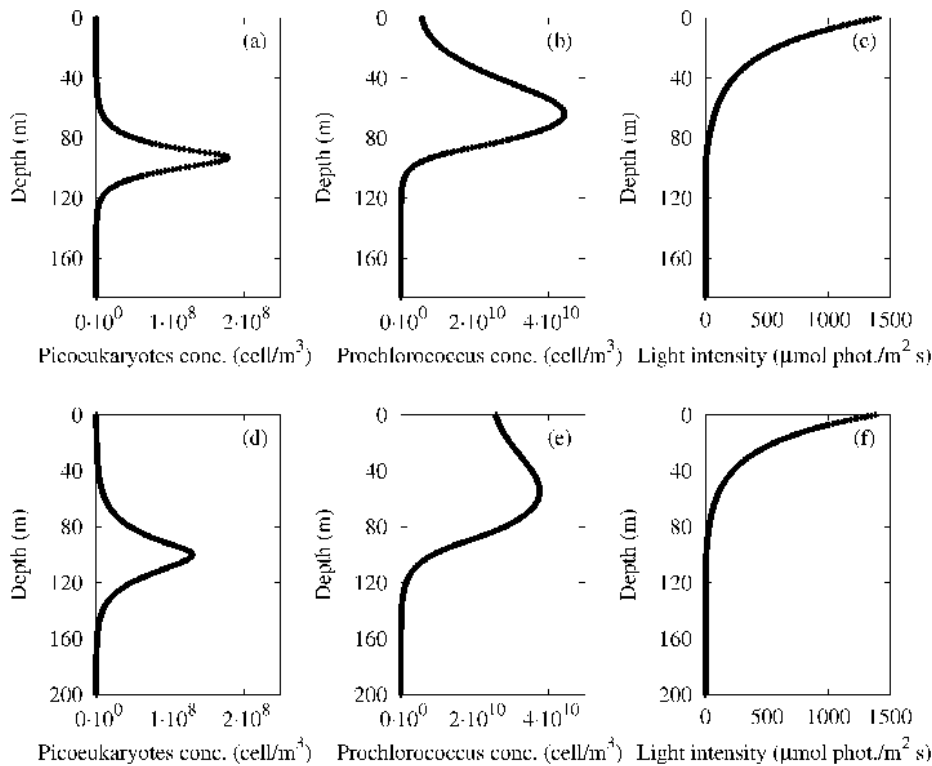 0
40
80
120
160
Depth (m)
(a)
0·10⁰ 1·10⁸ 2·10⁸
Picoeukaryotes conc. (cell/m³)
0
40
80
120
160
Depth (m)
(b)
0·10⁰ 2·10¹⁰ 4·10¹⁰
Prochlorococcus conc. (cell/m³)
0
40
80
120
160
Depth (m)
(c)
0 500 1000 1500
Light intensity (μmol phot./m² s)
0
40
80
120
160
200
Depth (m)
(d)
0·10⁰ 1·10⁸ 2·10⁸
Picoeukaryotes conc. (cell/m³)
0
40
80
120
160
200
Depth (m)
(e)
0·10⁰ 2·10¹⁰ 4·10¹⁰
Prochlorococcus conc. (cell/m³)
0
40
80
120
160
200
Depth (m)
(f)
0 500 1000 1500
Light intensity (μmol phot./m² s)